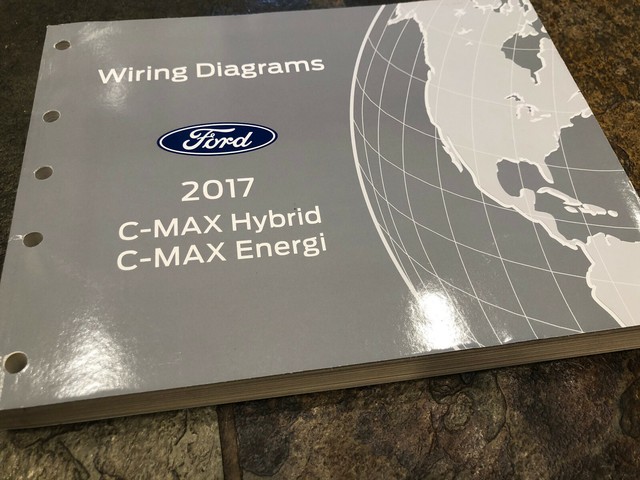 Wiring Diagrams
Ford
2017
C-MAX Hybrid
C-MAX Energi